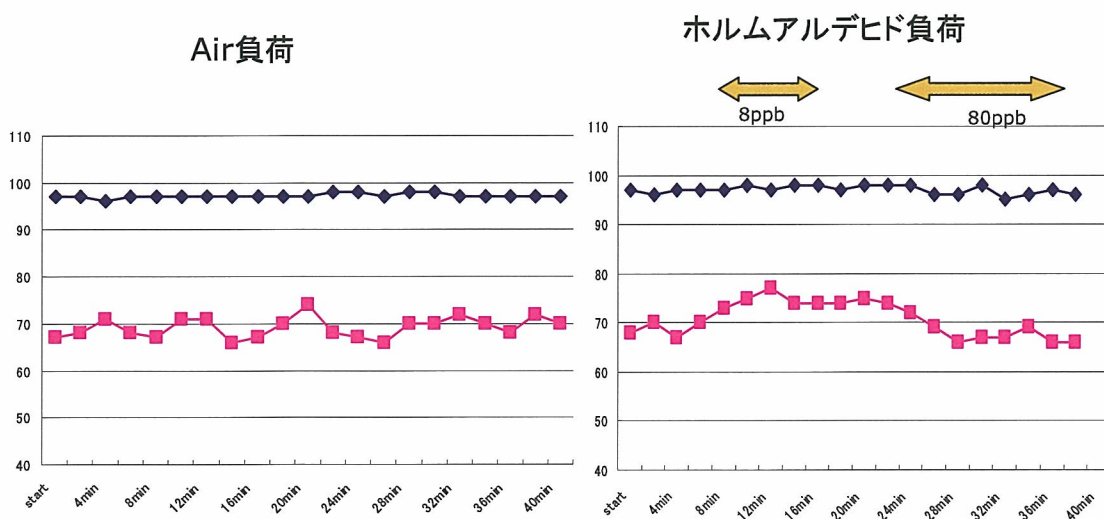 Air負荷
110
100
90
80
70
60
50
40
start
4min
8min
12min
16min
20min
24min
28min
32min
36min
40min
ホルムアルデヒド負荷
8ppb
80ppb
110
100
90
80
70
60
50
40
start
4min
8min
12min
16min
20min
24min
28min
32min
36min
40min